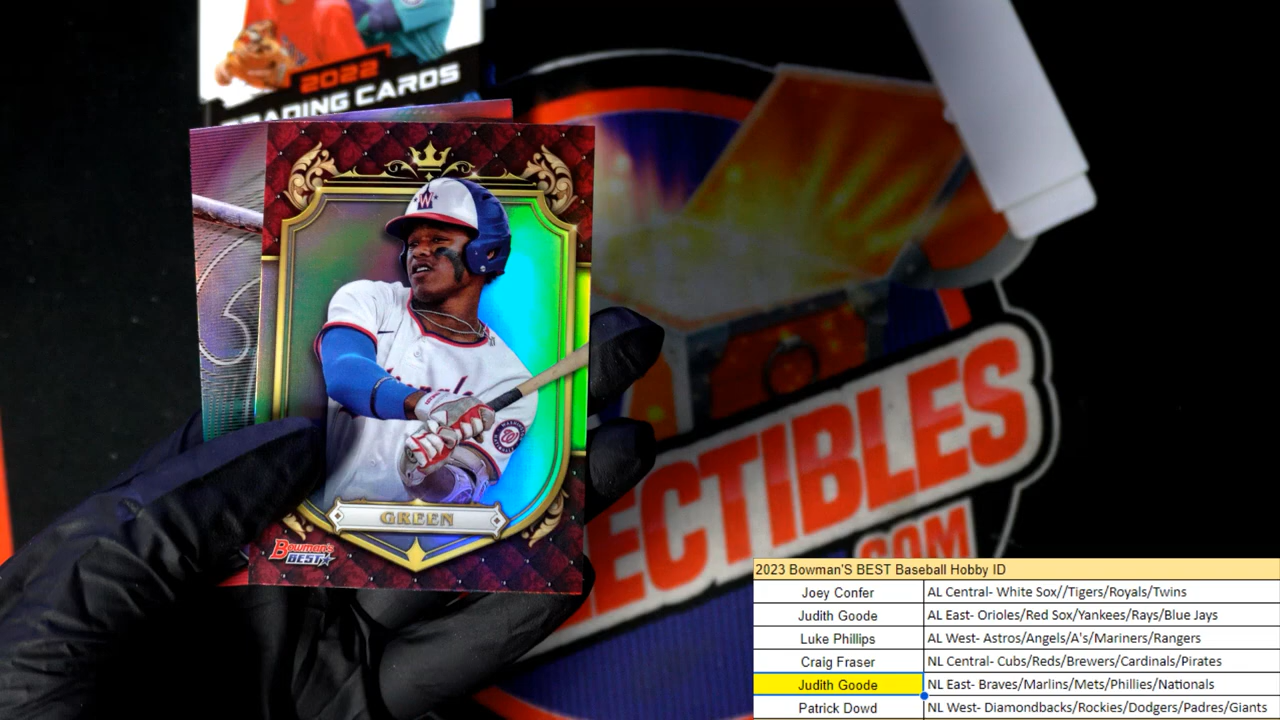 2022
TRADING CARDS
W
GREEN
Bowman's
BEST
W
ECTIBLES
.COM
2023 Bowman'S BEST Baseball Hobby ID
Joey Confer AL Central- White Sox//Tigers/Royals/Twins
Judith Goode AL East- Orioles/Red Sox/Yankees/Rays/Blue Jays
Luke Phillips AL West- Astros/Angels/A's/Mariners/Rangers
Craig Fraser NL Central- Cubs/Reds/Brewers/Cardinals/Pirates
Judith Goode NL East- Braves/Marlins/Mets/Phillies/Nationals
Patrick Dowd NL West- Diamondbacks/Rockies/Dodgers/Padres/Giants